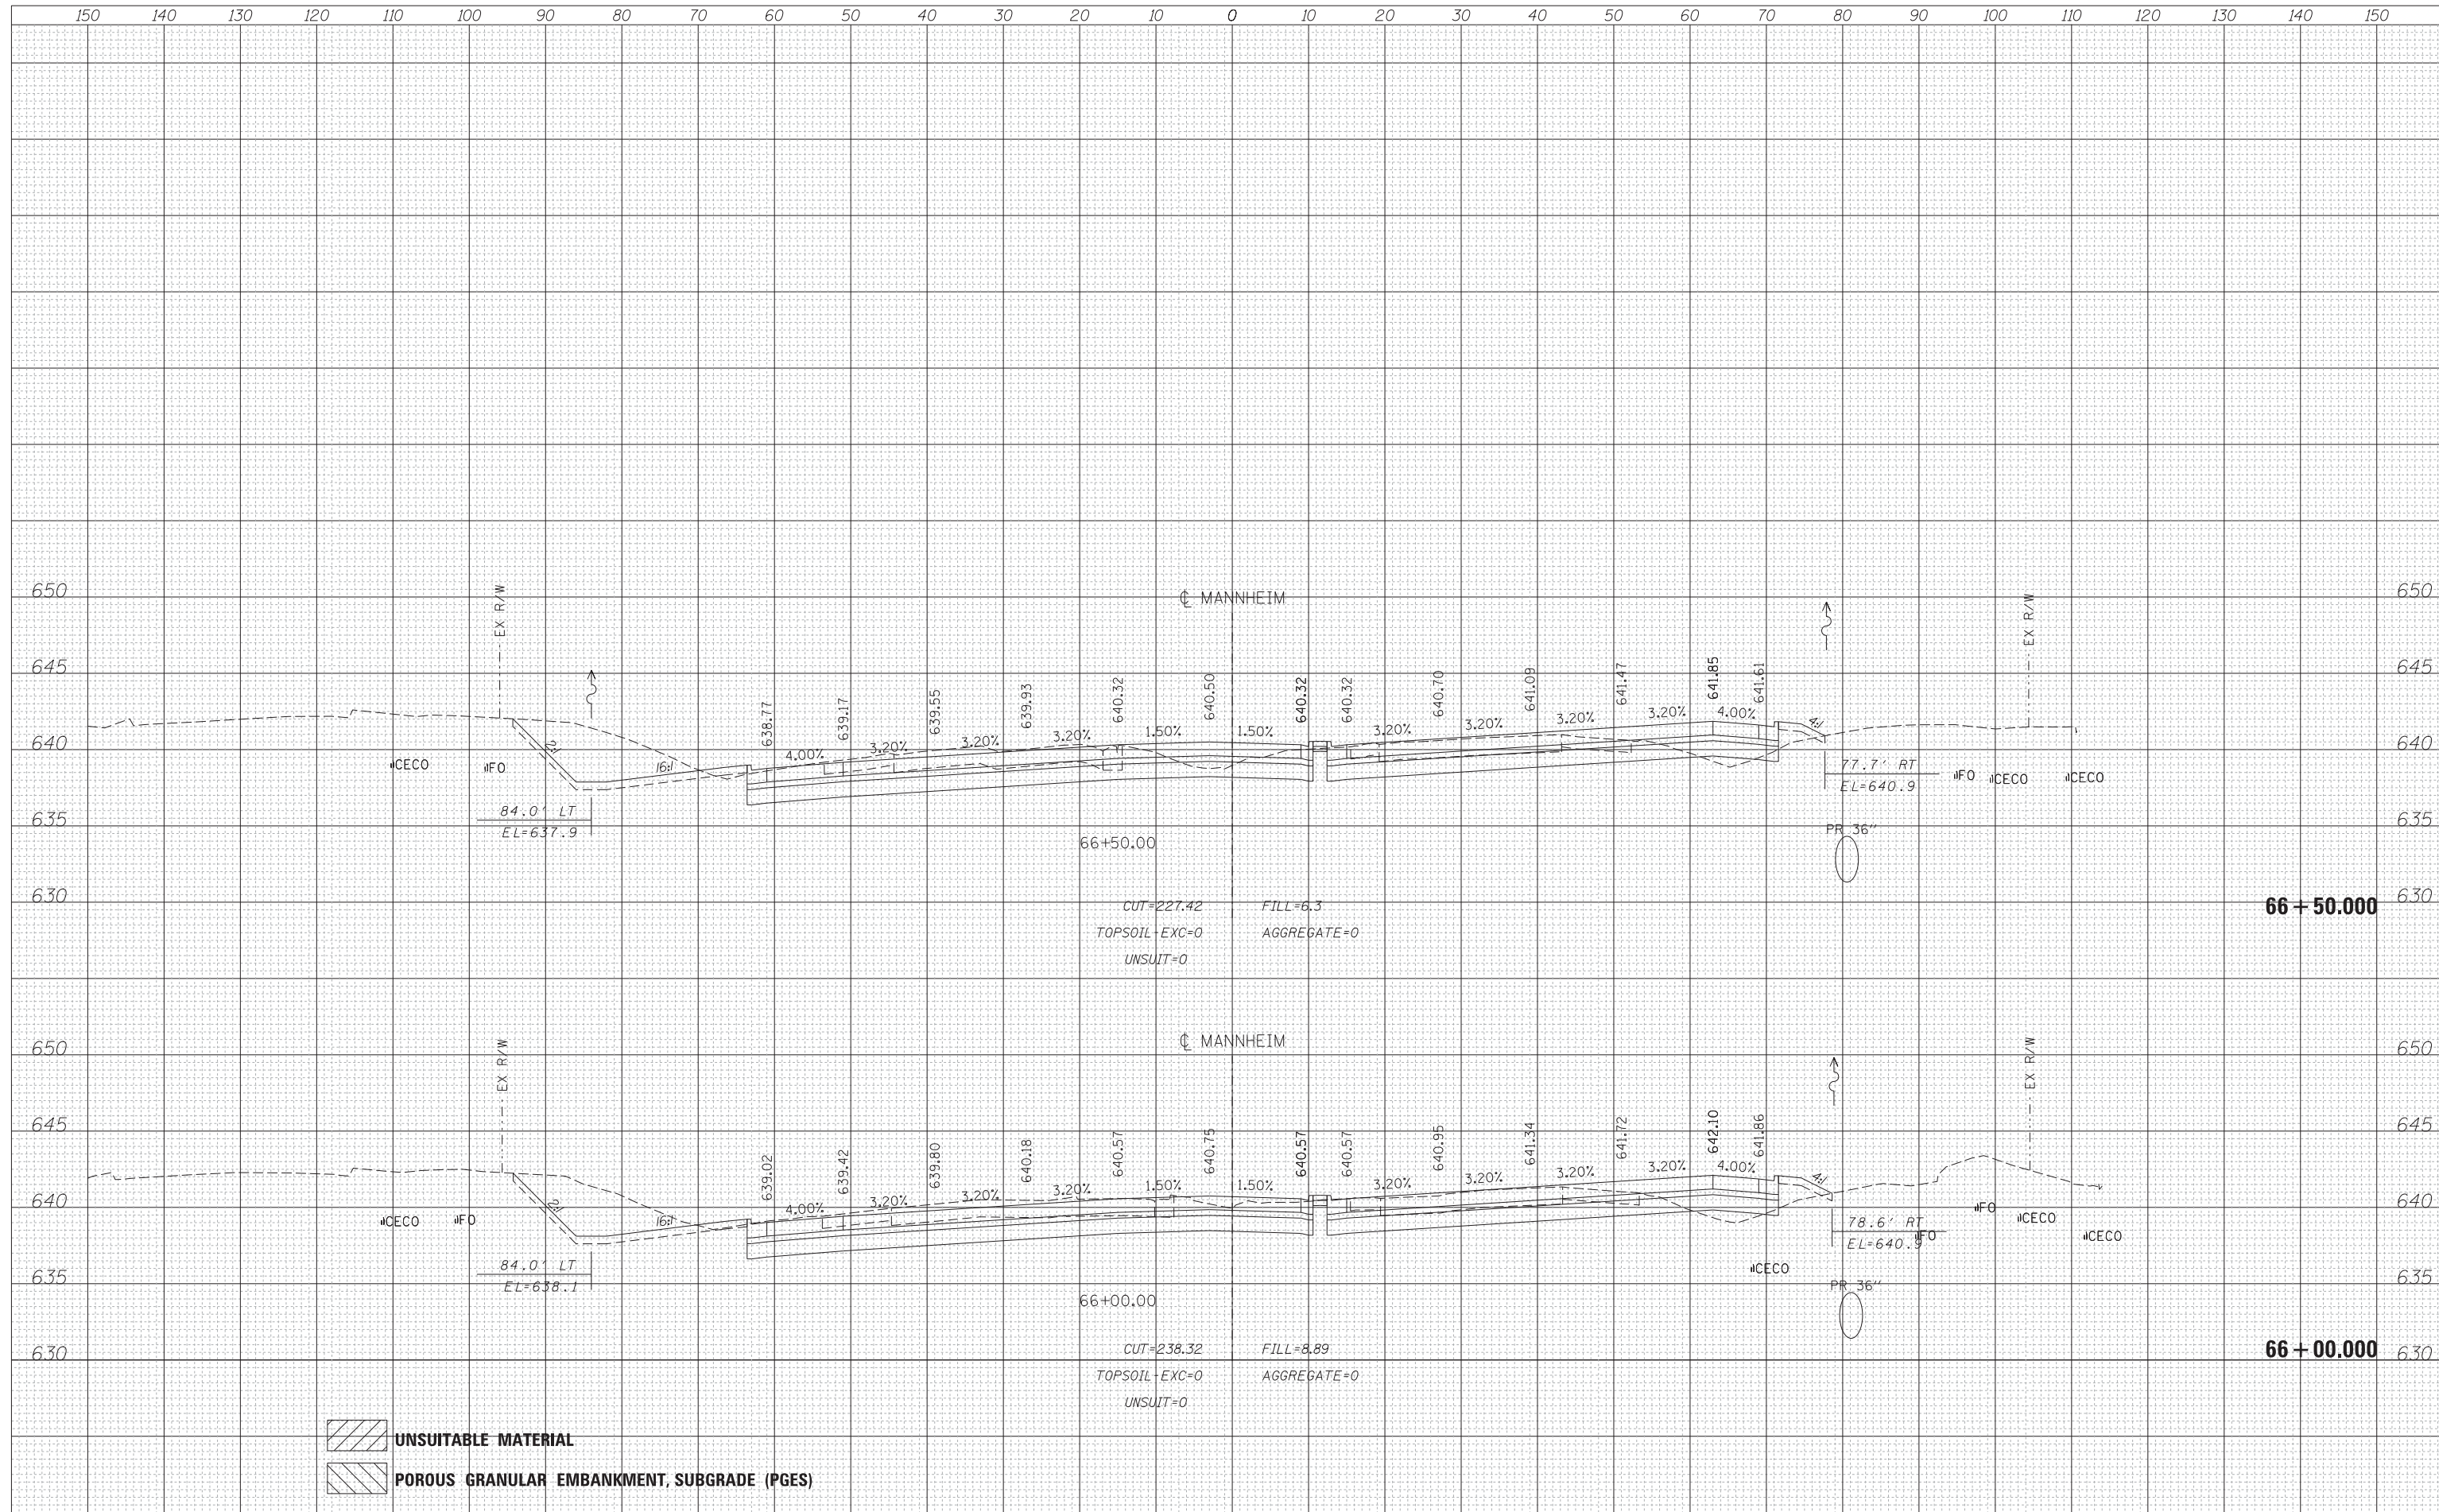 150 140 130 120 110 100 90 80 70 60 50 40 30 20 10 0 10 20 30 40 50 60 70 80 90 100 110 120 130 140 150
650 650
℄ MANNHEIM
EX R/W
EX R/W
645 645
638.77 639.17 639.55 639.93 640.32 640.50 640.32 640.32 640.70 641.09 641.47 641.85 641.61
2:1 16:1 4.00% 3.20% 3.20% 3.20% 1.50% 1.50% 3.20% 3.20% 3.20% 3.20% 4.00% 4:1
640 640
CECO FO
77.7' RT
EL=640.9
FO CECO CECO
84.0' LT
EL=637.9
635 635
PR 36"
66+50.00
630 630
CUT=227.42 FILL=6.3
66+50.000
TOPSOIL-EXC=0 AGGREGATE=0
UNSUIT=0
650 650
℄ MANNHEIM
EX R/W
EX R/W
645 645
639.02 639.42 639.80 640.18 640.57 640.75 640.57 640.57 640.95 641.34 641.72 642.10 641.86
2:1 16:1 4.00% 3.20% 3.20% 3.20% 1.50% 1.50% 3.20% 3.20% 3.20% 3.20% 4.00% 4:1
640 640
CECO FO
78.6' RT
EL=640.9
FO FO CECO CECO
CECO
84.0' LT
EL=638.1
635 635
PR 36"
66+00.00
630 630
CUT=238.32 FILL=8.89
66+00.000
TOPSOIL-EXC=0 AGGREGATE=0
UNSUIT=0
UNSUITABLE MATERIAL
POROUS GRANULAR EMBANKMENT, SUBGRADE (PGES)